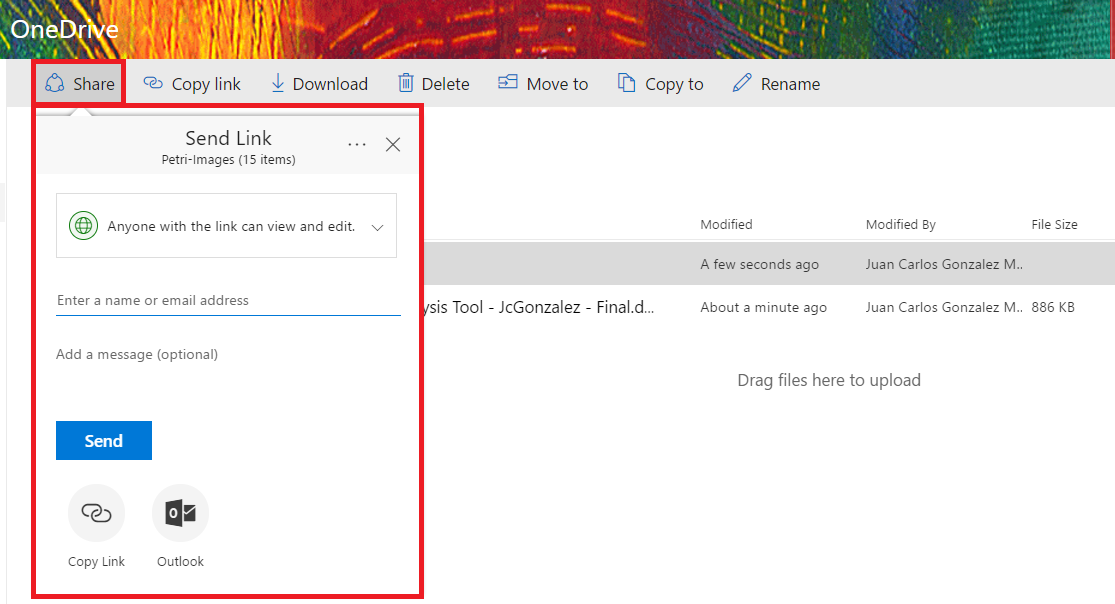 OneDrive
Share Copy link Download Delete Move to Copy to Rename
Send Link
...
Petri-Images (15 items)
Anyone with the link can view and edit.
Enter a name or email address
Add a message (optional)
Send
Copy Link Outlook
Modified Modified By File Size
A few seconds ago Juan Carlos Gonzalez M..
ysis Tool - JcGonzalez - Final.d... About a minute ago Juan Carlos Gonzalez M.. 886 KB
Drag files here to upload